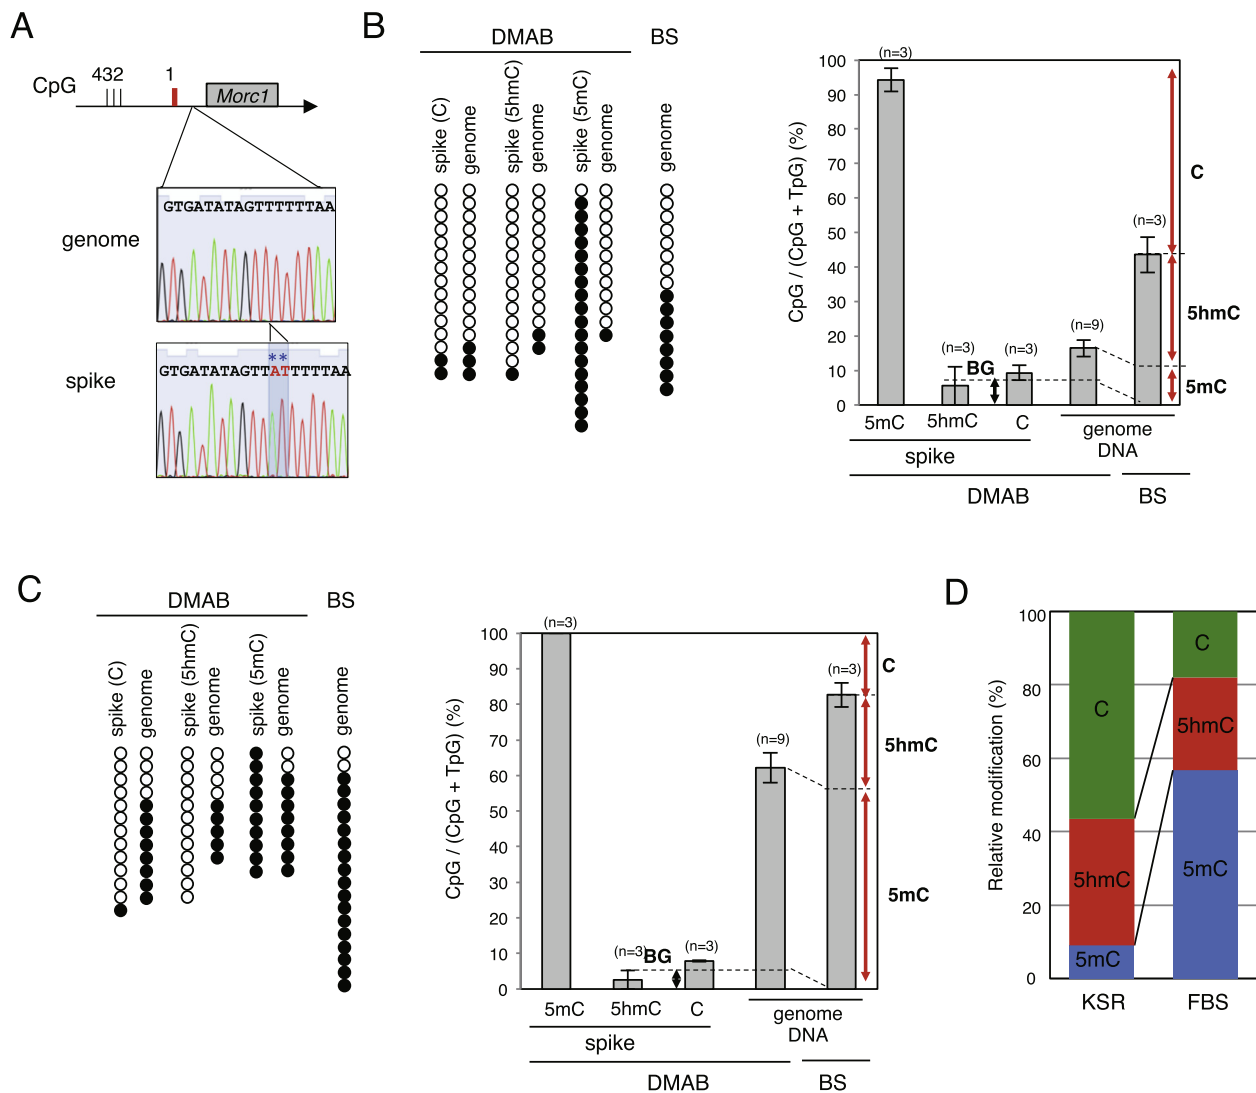 A
CpG
432
1
Morc1
genome
GTGATATAGTTTTTTAA
spike
**
GTGATATAGTTATTTTTAA
B
DMAB
BS
spike (C)
genome
spike (5hmC)
genome
spike (5mC)
genome
genome
CpG / (CpG + TpG) (%)
100
90
80
70
60
50
40
30
20
10
0
(n=3)
(n=3)
BG
(n=3)
(n=9)
(n=3)
C
5hmC
5mC
5mC
5hmC
C
genome
DNA
spike
DMAB
BS
C
DMAB
BS
spike (C)
genome
spike (5hmC)
genome
spike (5mC)
genome
genome
CpG / (CpG + TpG) (%)
100
90
80
70
60
50
40
30
20
10
0
(n=3)
(n=3)
BG
(n=3)
(n=9)
(n=3)
C
5hmC
5mC
5mC
5hmC
C
genome
DNA
spike
DMAB
BS
D
Relative modification (%)
100
80
60
40
20
0
C
5hmC
5mC
C
5hmC
5mC
KSR
FBS